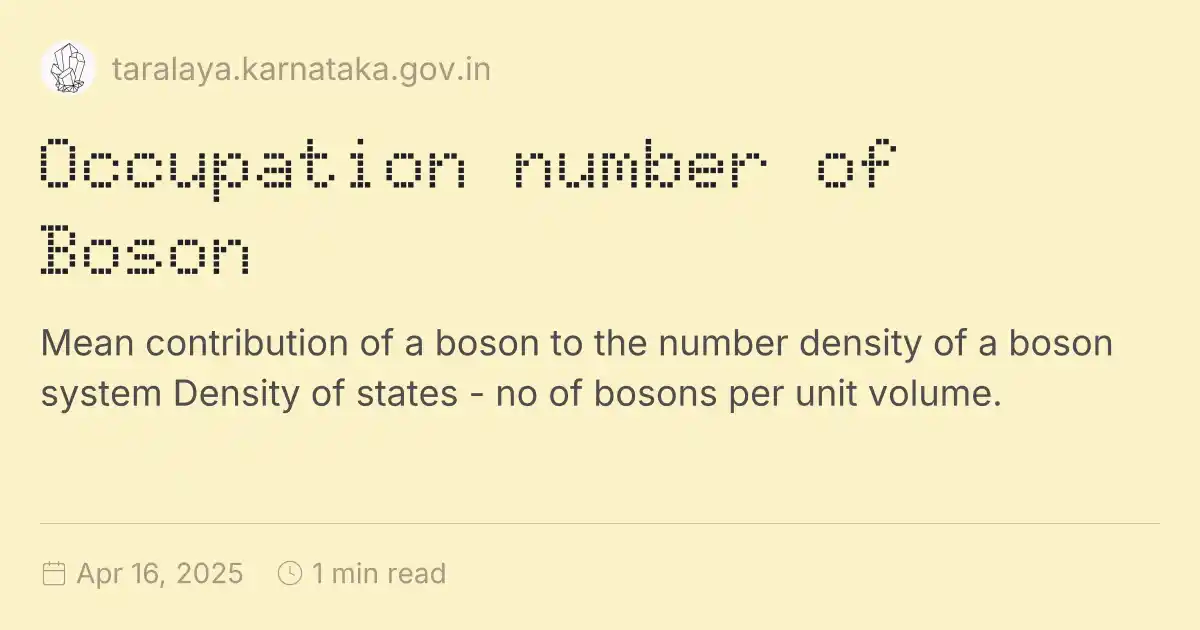 taralaya.karnataka.gov.in
Occupation number of
Boson
Mean contribution of a boson to the number density of a boson
system Density of states - no of bosons per unit volume.
Apr 16, 2025 1 min read